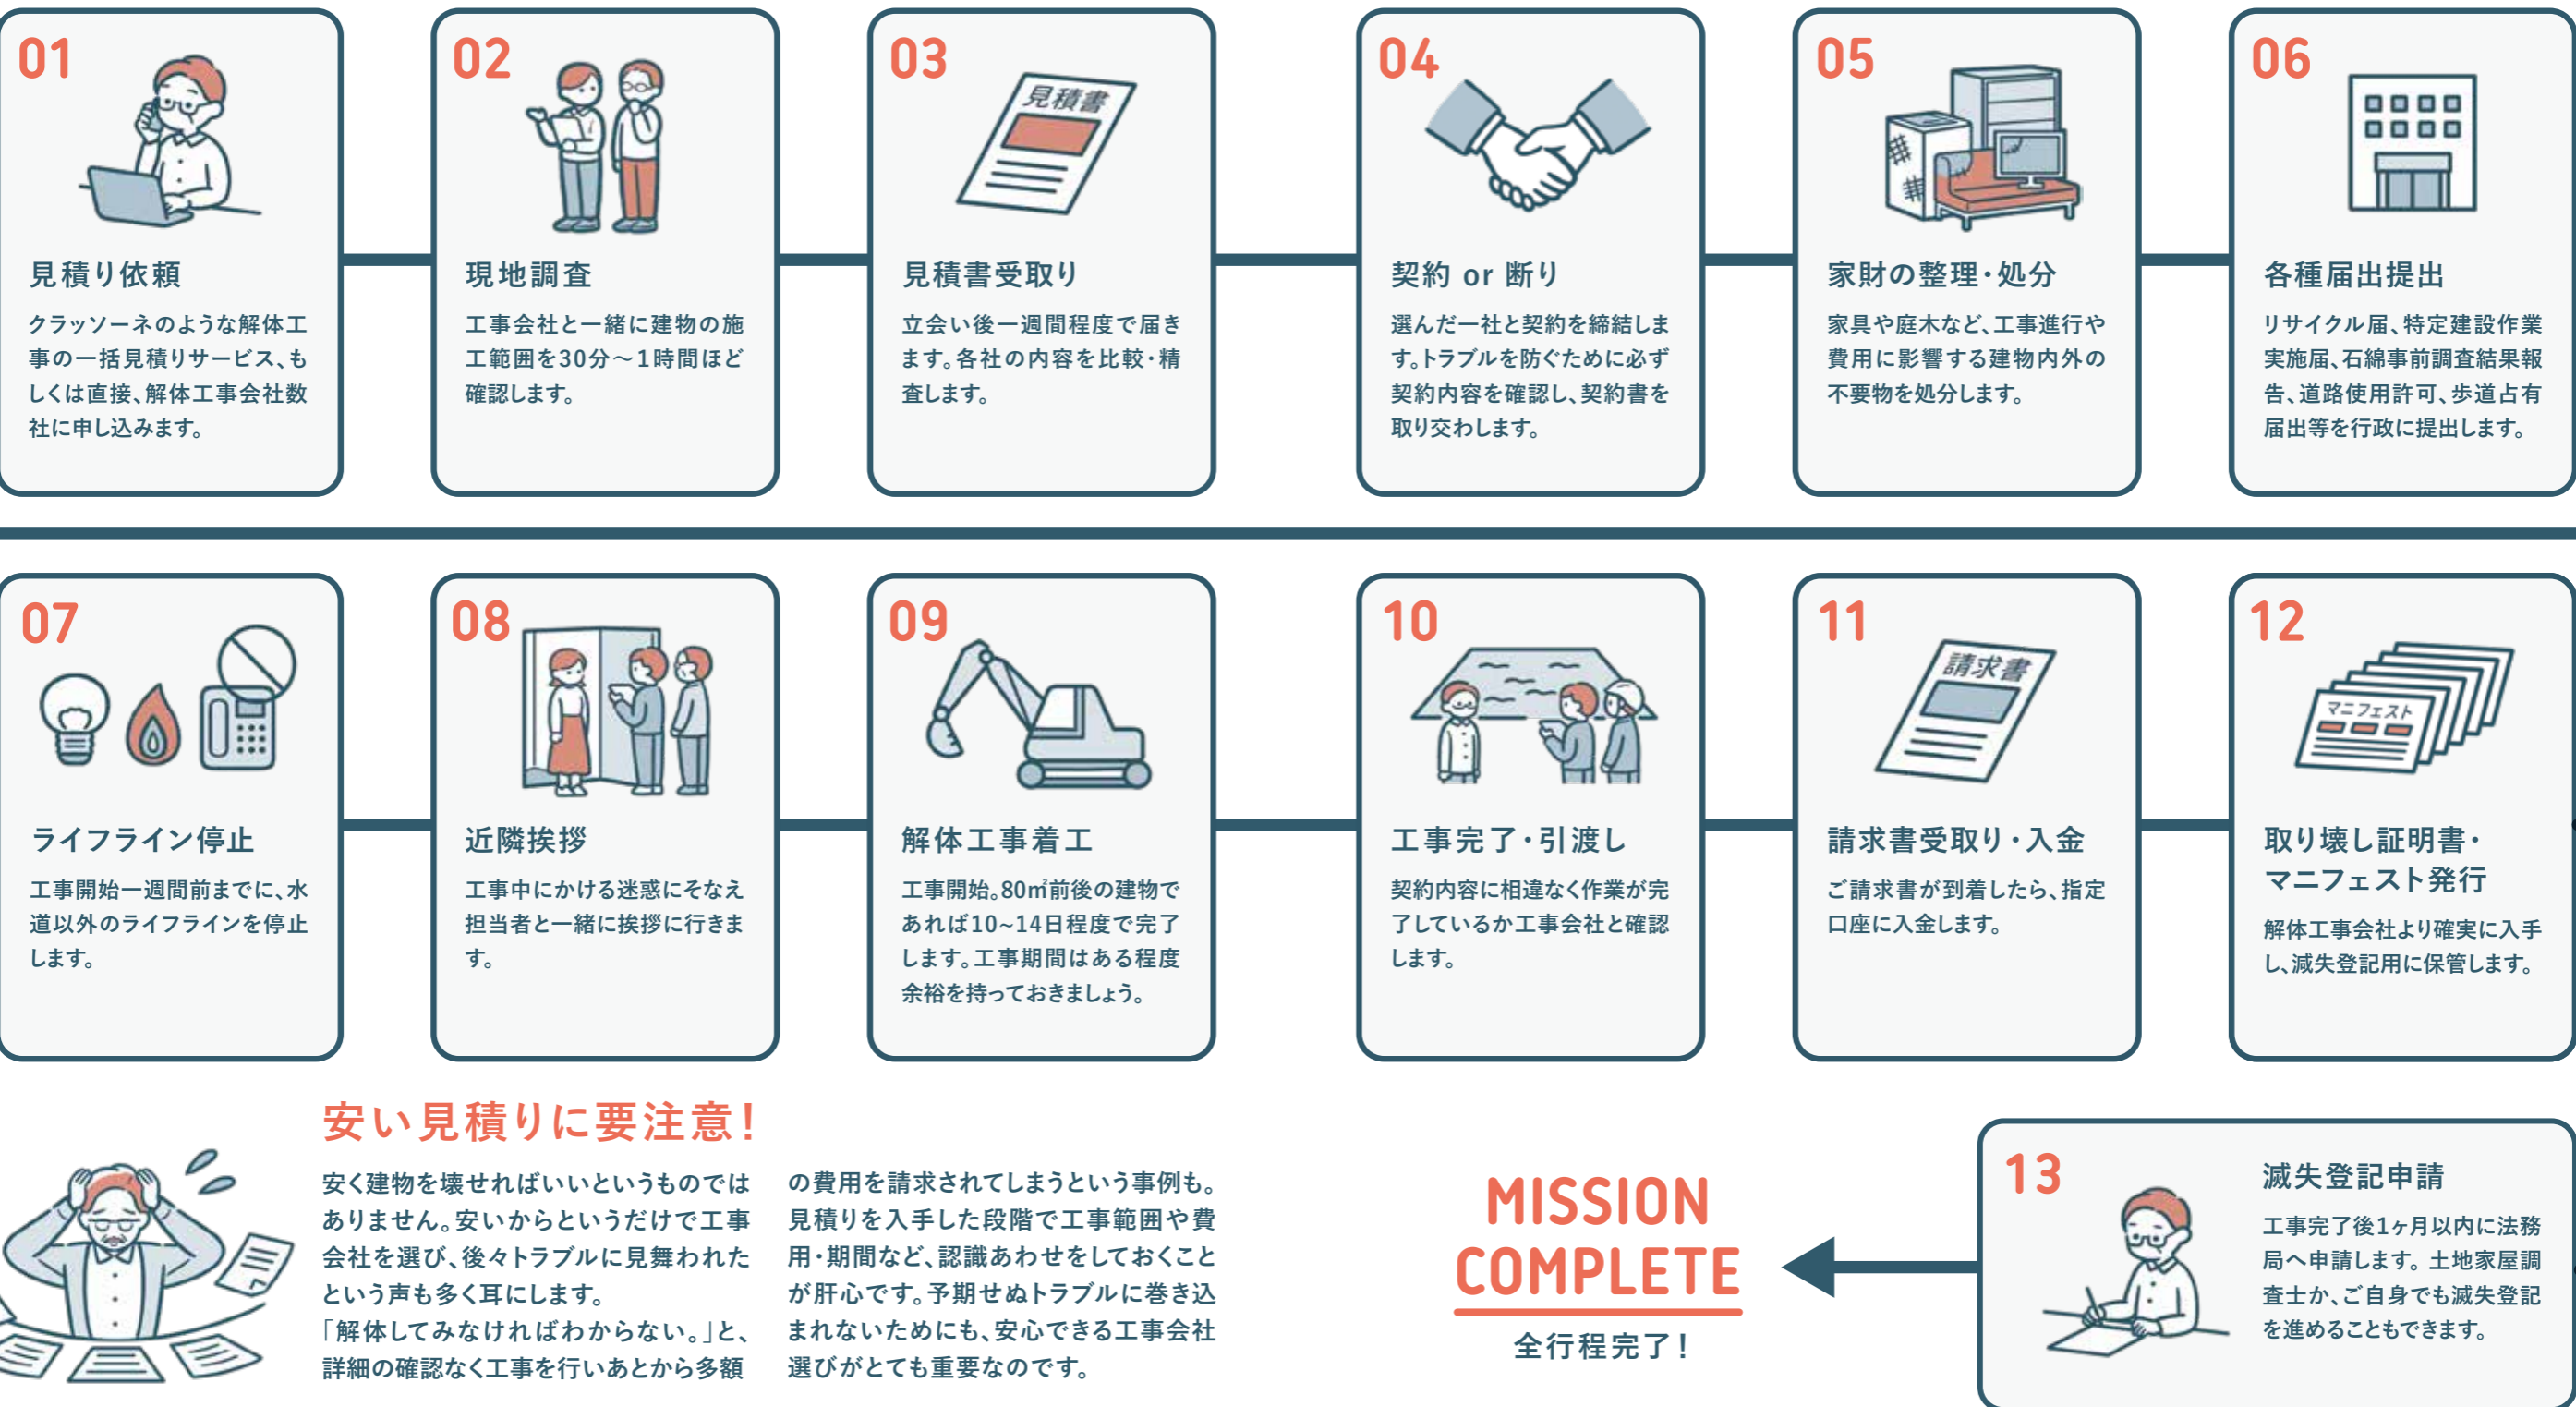 01
見積り依頼
クラッソーネのような解体工
事の一括見積りサービス、も
しくは直接、解体工事会社数
社に申し込みます。
02
現地調査
工事会社と一緒に建物の施
工範囲を30分～1時間ほど
確認します。
03
見積書
見積書受取り
立会い後一週間程度で届き
ます。各社の内容を比較・精
査します。
04
契約 or 断り
選んだ一社と契約を締結しま
す。トラブルを防ぐために必ず
契約内容を確認し、契約書を
取り交わします。
05
家財の整理・処分
家具や庭木など、工事進行や
費用に影響する建物内外の
不要物を処分します。
06
各種届出提出
リサイクル届、特定建設作業
実施届、石綿事前調査結果報
告、道路使用許可、歩道占有
届出等を行政に提出します。
07
ライフライン停止
工事開始一週間前までに、水
道以外のライフラインを停止
します。
08
近隣挨拶
工事中にかける迷惑にそなえ
担当者と一緒に挨拶に行きま
す。
09
解体工事着工
工事開始。80㎡前後の建物で
あれば10~14日程度で完了
します。工事期間はある程度
余裕を持っておきましょう。
10
工事完了・引渡し
契約内容に相違なく作業が完
了しているか工事会社と確認
します。
11
請求書
請求書受取り・入金
ご請求書が到着したら、指定
口座に入金します。
12
マニフェスト
取り壊し証明書・
マニフェスト発行
解体工事会社より確実に入手
し、滅失登記用に保管します。
安い見積りに要注意！
安く建物を壊せればいいというものでは
ありません。安いからというだけで工事
会社を選び、後々トラブルに見舞われた
という声も多く耳にします。
「解体してみなければわからない。」と、
詳細の確認なく工事を行いあとから多額
の費用を請求されてしまうという事例も。
見積りを入手した段階で工事範囲や費
用・期間など、認識あわせをしておくこと
が肝心です。予期せぬトラブルに巻き込
まれないためにも、安心できる工事会社
選びがとても重要なのです。
13
滅失登記申請
工事完了後1ヶ月以内に法務
局へ申請します。土地家屋調
査士か、ご自身でも滅失登記
を進めることもできます。
MISSION
COMPLETE
全行程完了！